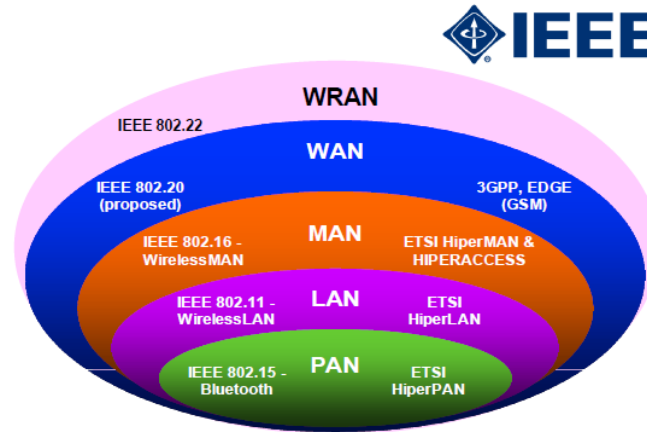 IEEE
WRAN
IEEE 802.22
WAN
IEEE 802.20
(proposed)
3GPP, EDGE
(GSM)
MAN
IEEE 802.16 -
WirelessMAN
ETSI HiperMAN &
HIPERACCESS
LAN
IEEE 802.11 -
WirelessLAN
ETSI
HiperLAN
PAN
IEEE 802.15 -
Bluetooth
ETSI
HiperPAN